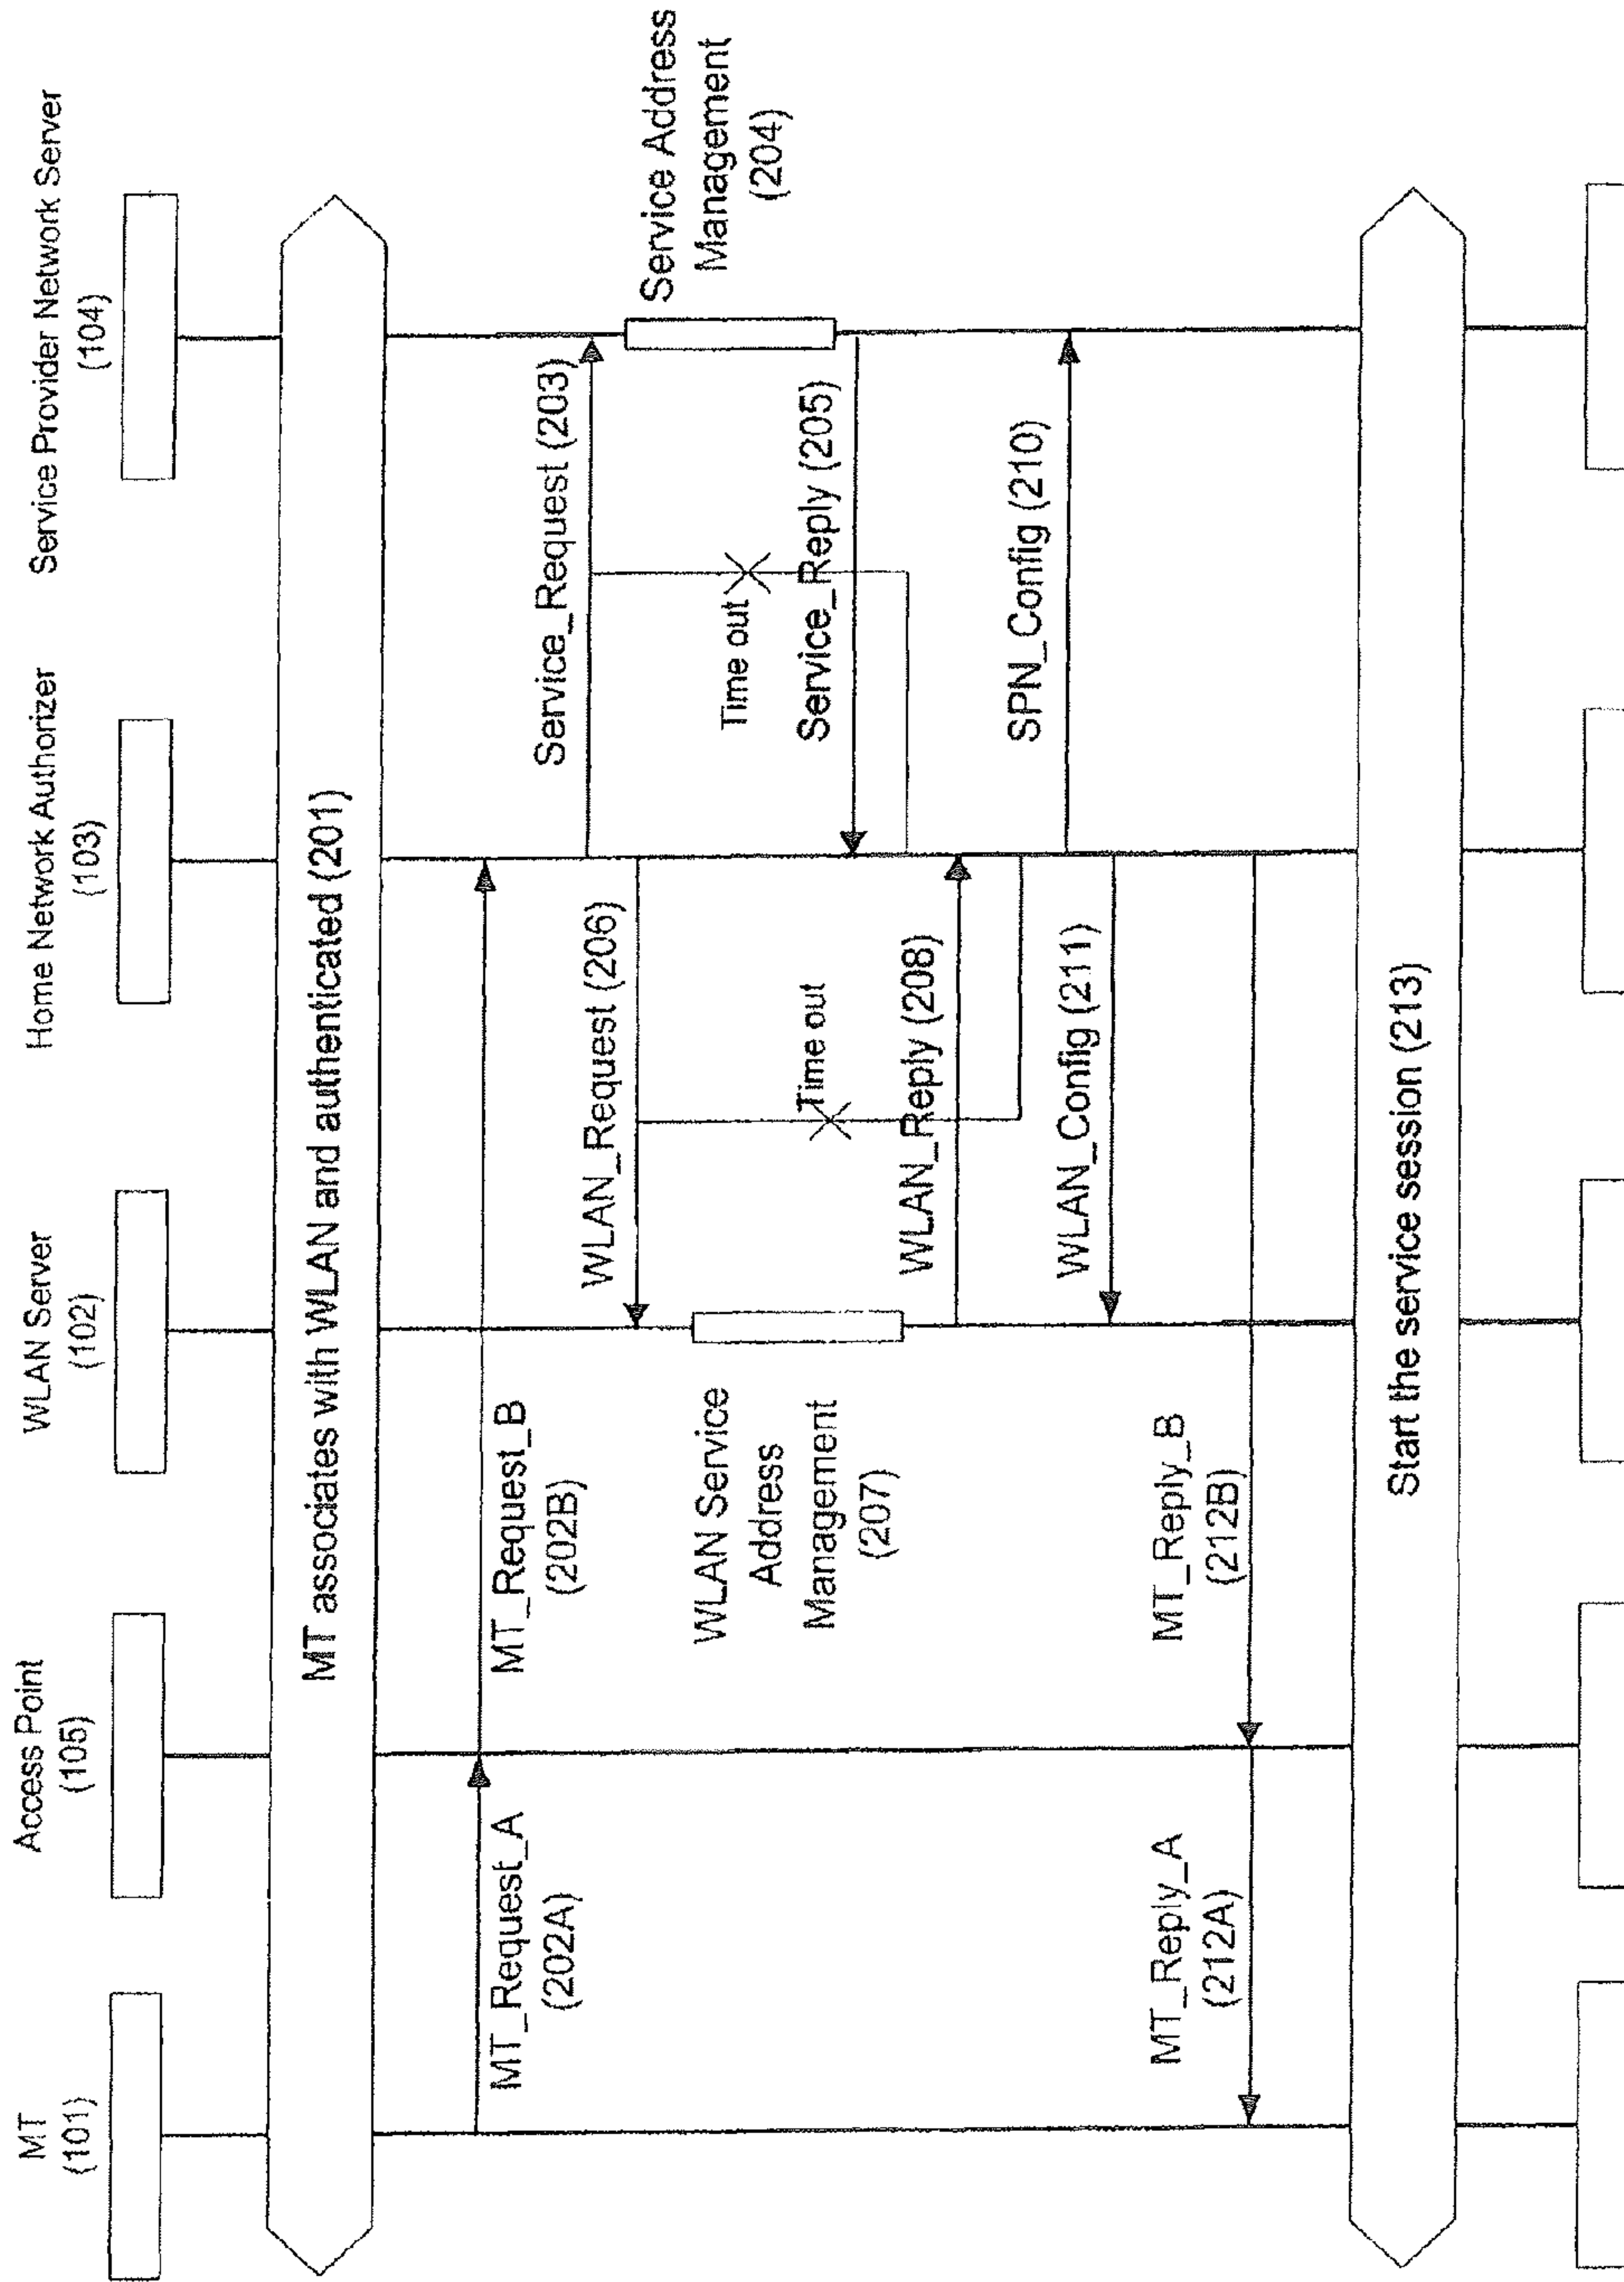 MT
(101)
Access Point
(105)
WLAN Server
(102)
Home Network Authorizer
(103)
Service Provider Network Server
(104)
MT associates with WLAN and authenticated (201)
MT_Request_A
(202A)
MT_Request_B
(202B)
Service_Request (203)
WLAN_Request (206)
Service Address
Management
(204)
Time out
WLAN Service
Address
Management
(207)
Time out
Service_Reply (205)
WLAN_Reply (208)
SPN_Config (210)
WLAN_Config (211)
MT_Reply_B
(212B)
MT_Reply_A
(212A)
Start the service session (213)